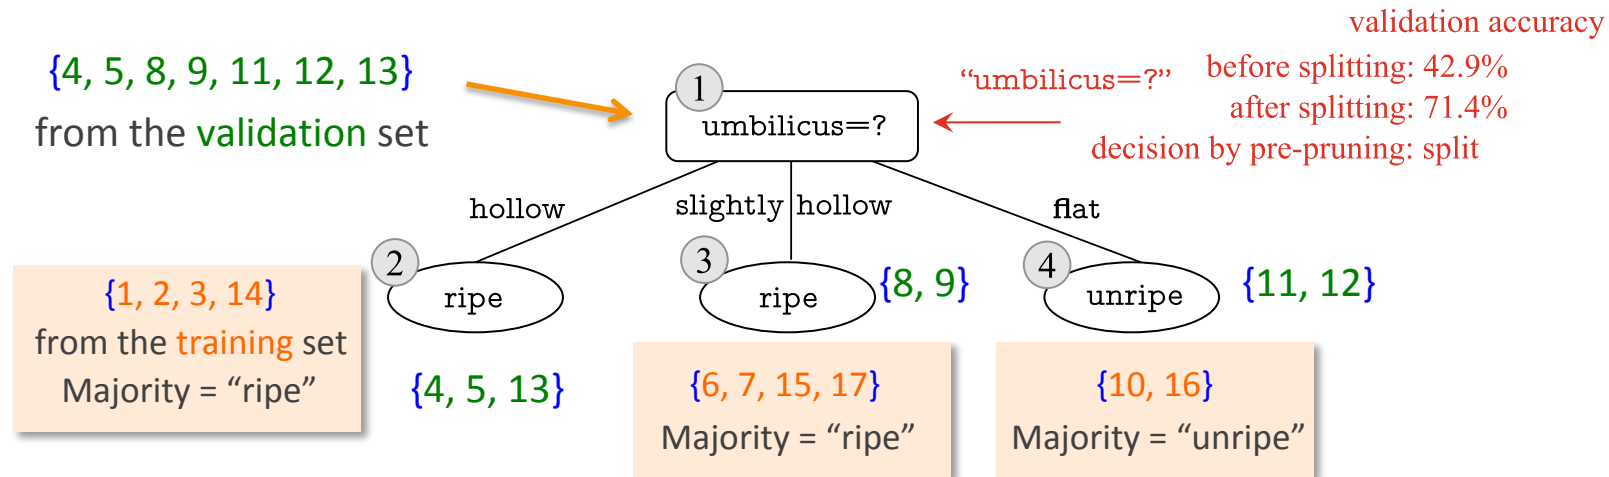 validation accuracy
{4, 5, 8, 9, 11, 12, 13}
from the validation set
1
umbilicus=?
“umbilicus=?”
before splitting: 42.9%
after splitting: 71.4%
decision by pre-pruning: split
hollow
slightly hollow
flat
2
ripe
3
ripe
{8, 9}
4
unripe
{11, 12}
{1, 2, 3, 14}
from the training set
Majority = “ripe”
{4, 5, 13}
{6, 7, 15, 17}
Majority = “ripe”
{10, 16}
Majority = “unripe”